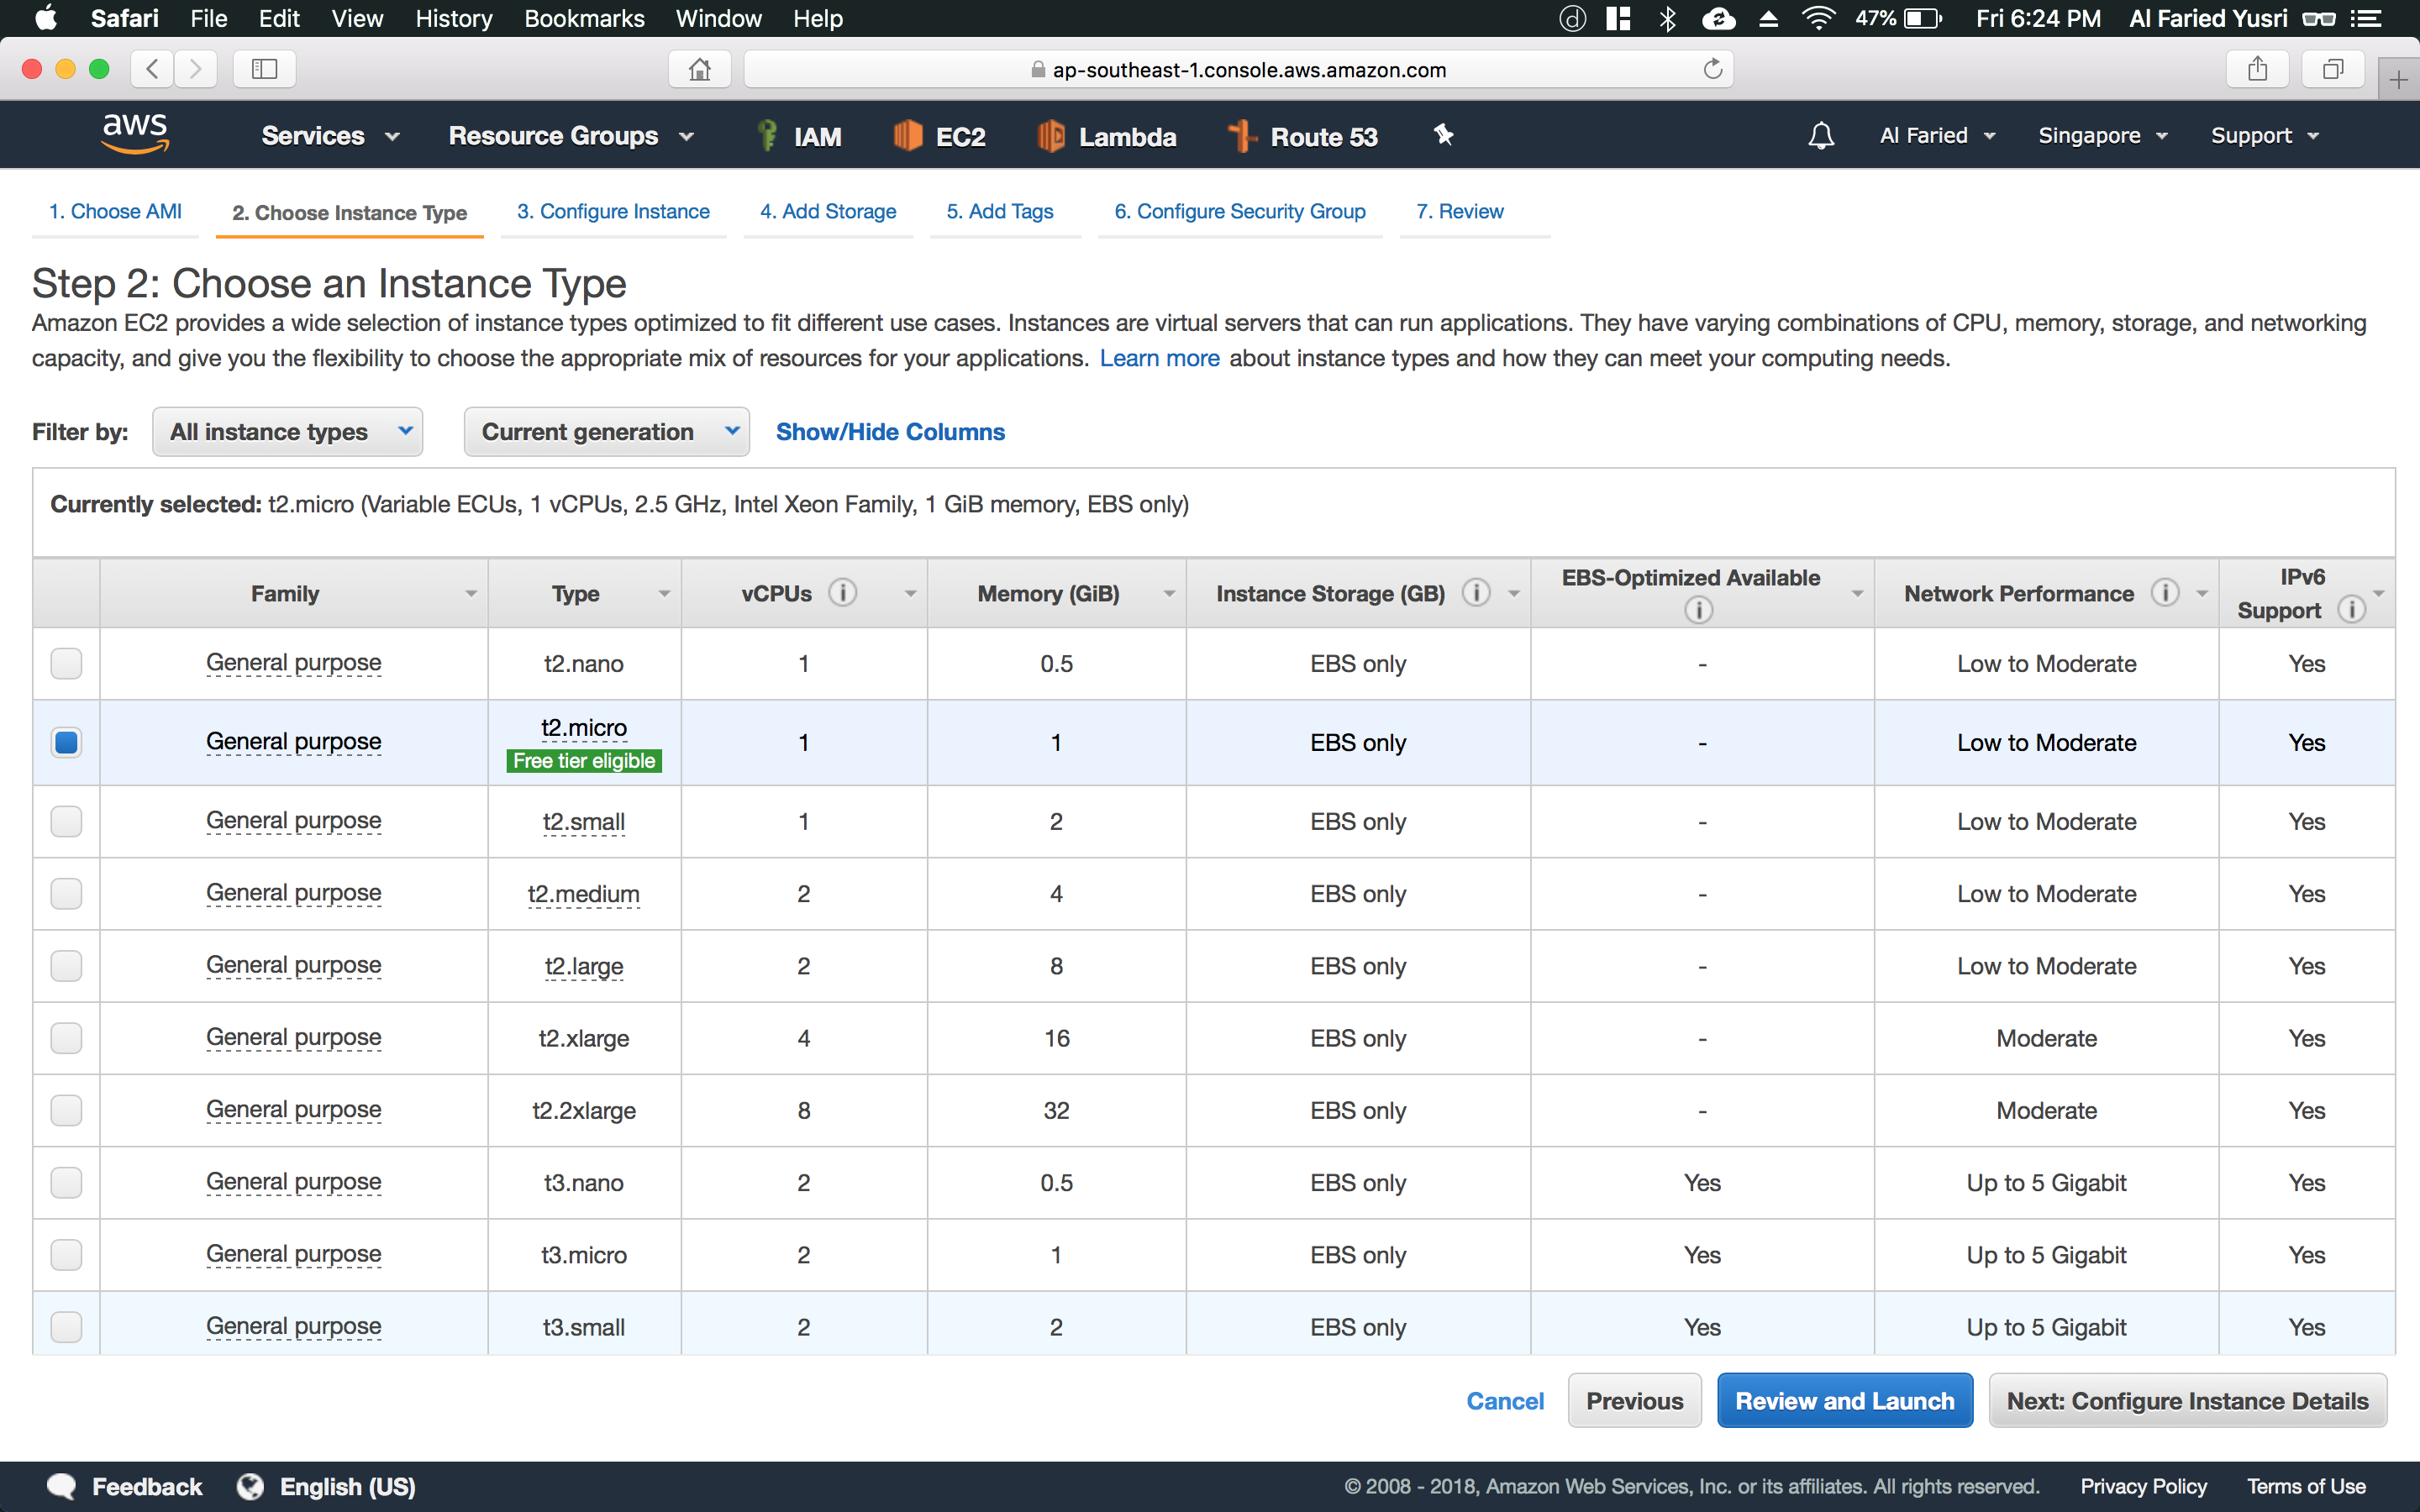 Safari File Edit View History Bookmarks Window Help 47% Fri 6:24 PM Al Faried Yusri
ap-southeast-1.console.aws.amazon.com
aws Services Resource Groups IAM EC2 Lambda Route 53 Al Faried Singapore Support
1. Choose AMI 2. Choose Instance Type 3. Configure Instance 4. Add Storage 5. Add Tags 6. Configure Security Group 7. Review
Step 2: Choose an Instance Type
Amazon EC2 provides a wide selection of instance types optimized to fit different use cases. Instances are virtual servers that can run applications. They have varying combinations of CPU, memory, storage, and networking
capacity, and give you the flexibility to choose the appropriate mix of resources for your applications. Learn more about instance types and how they can meet your computing needs.
Filter by: All instance types Current generation Show/Hide Columns
Currently selected: t2.micro (Variable ECUs, 1 vCPUs, 2.5 GHz, Intel Xeon Family, 1 GiB memory, EBS only)
Family Type vCPUs Memory (GiB) Instance Storage (GB) EBS-Optimized Available Network Performance IPv6 Support
General purpose t2.nano 1 0.5 EBS only - Low to Moderate Yes
General purpose t2.micro Free tier eligible 1 1 EBS only - Low to Moderate Yes
General purpose t2.small 1 2 EBS only - Low to Moderate Yes
General purpose t2.medium 2 4 EBS only - Low to Moderate Yes
General purpose t2.large 2 8 EBS only - Low to Moderate Yes
General purpose t2.xlarge 4 16 EBS only - Moderate Yes
General purpose t2.2xlarge 8 32 EBS only - Moderate Yes
General purpose t3.nano 2 0.5 EBS only Yes Up to 5 Gigabit Yes
General purpose t3.micro 2 1 EBS only Yes Up to 5 Gigabit Yes
General purpose t3.small 2 2 EBS only Yes Up to 5 Gigabit Yes
Cancel Previous Review and Launch Next: Configure Instance Details
Feedback English (US) © 2008 - 2018, Amazon Web Services, Inc. or its affiliates. All rights reserved. Privacy Policy Terms of Use